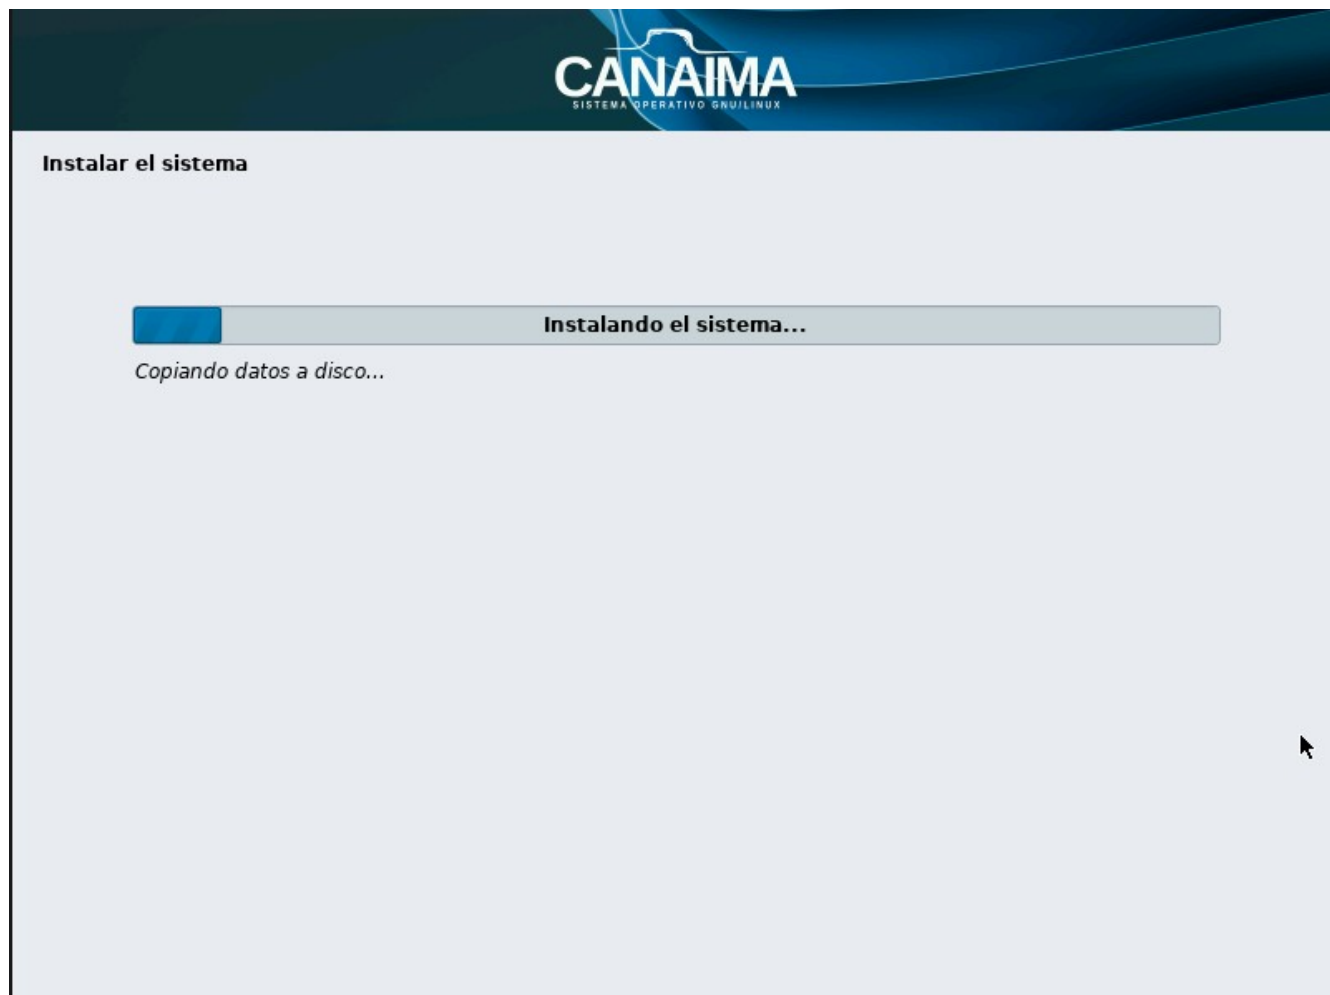 CANAIMA
SISTEMA OPERATIVO GNU/LINUX
Instalar el sistema
Instalando el sistema...
Copiando datos a disco...